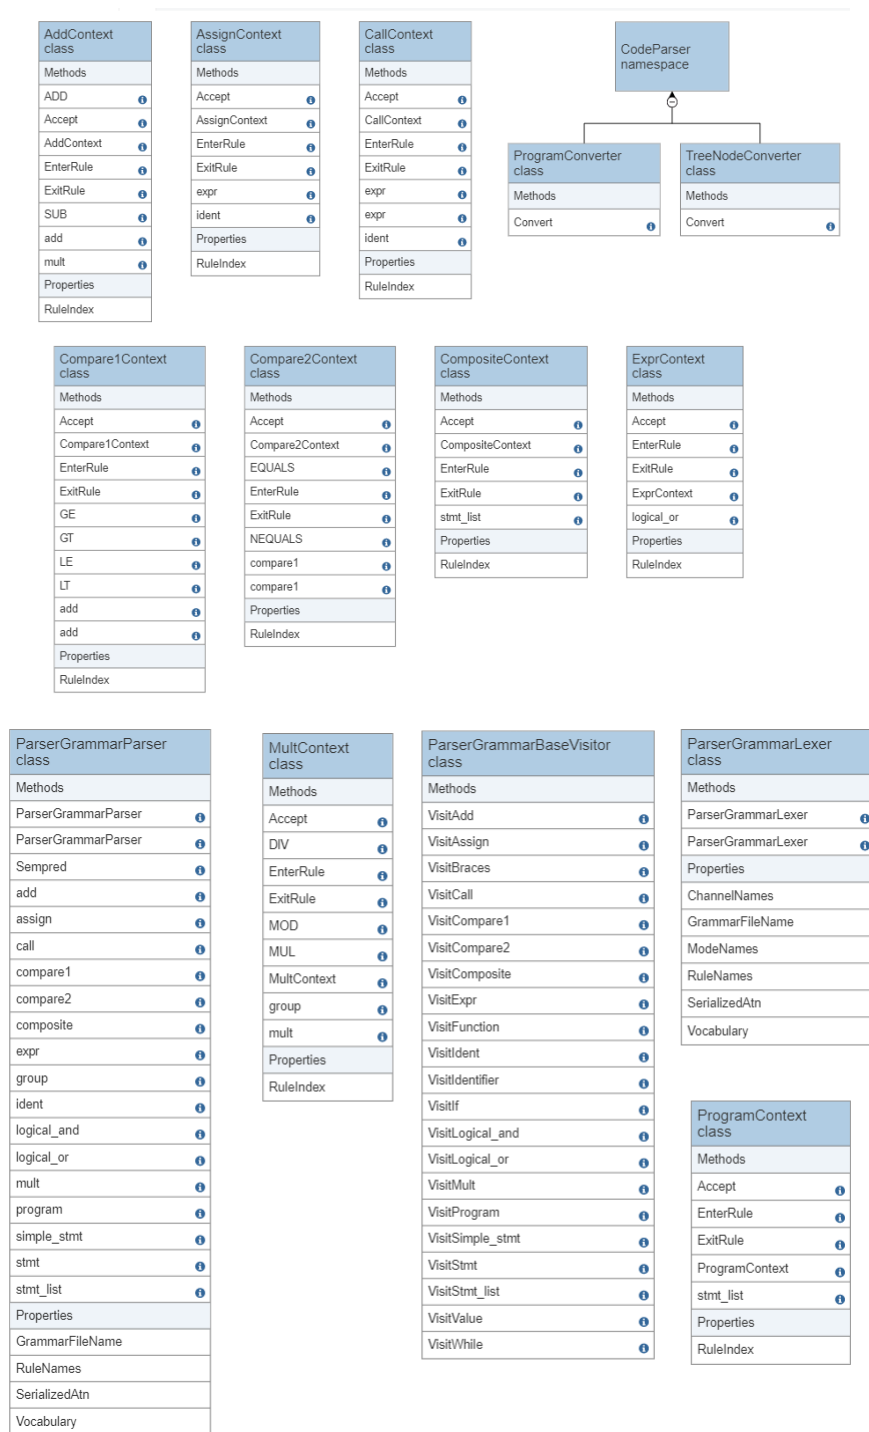 AddContext
class
Methods
ADD
Accept
AddContext
EnterRule
ExitRule
SUB
add
mult
Properties
RuleIndex
AssignContext
class
Methods
Accept
AssignContext
EnterRule
ExitRule
expr
ident
Properties
RuleIndex
CallContext
class
Methods
Accept
CallContext
EnterRule
ExitRule
expr
expr
ident
Properties
RuleIndex
CodeParser
namespace
ProgramConverter
class
Methods
Convert
TreeNodeConverter
class
Methods
Convert
Compare1Context
class
Methods
Accept
Compare1Context
EnterRule
ExitRule
GE
GT
LE
LT
add
add
Properties
RuleIndex
Compare2Context
class
Methods
Accept
Compare2Context
EQUALS
EnterRule
ExitRule
NEQUALS
compare1
compare1
Properties
RuleIndex
CompositeContext
class
Methods
Accept
CompositeContext
EnterRule
ExitRule
stmt_list
Properties
RuleIndex
ExprContext
class
Methods
Accept
EnterRule
ExitRule
ExprContext
logical_or
Properties
RuleIndex
ParserGrammarParser
class
Methods
ParserGrammarParser
ParserGrammarParser
Sempred
add
assign
call
compare1
compare2
composite
expr
group
ident
logical_and
logical_or
mult
program
simple_stmt
stmt
stmt_list
Properties
GrammarFileName
RuleNames
SerializedAtn
Vocabulary
MultContext
class
Methods
Accept
DIV
EnterRule
ExitRule
MOD
MUL
MultContext
group
mult
Properties
RuleIndex
ParserGrammarBaseVisitor
class
Methods
VisitAdd
VisitAssign
VisitBraces
VisitCall
VisitCompare1
VisitCompare2
VisitComposite
VisitExpr
VisitFunction
VisitIdent
VisitIdentifier
VisitIf
VisitLogical_and
VisitLogical_or
VisitMult
VisitProgram
VisitSimple_stmt
VisitStmt
VisitStmt_list
VisitValue
VisitWhile
ParserGrammarLexer
class
Methods
ParserGrammarLexer
ParserGrammarLexer
Properties
ChannelNames
GrammarFileName
ModeNames
RuleNames
SerializedAtn
Vocabulary
ProgramContext
class
Methods
Accept
EnterRule
ExitRule
ProgramContext
stmt_list
Properties
RuleIndex